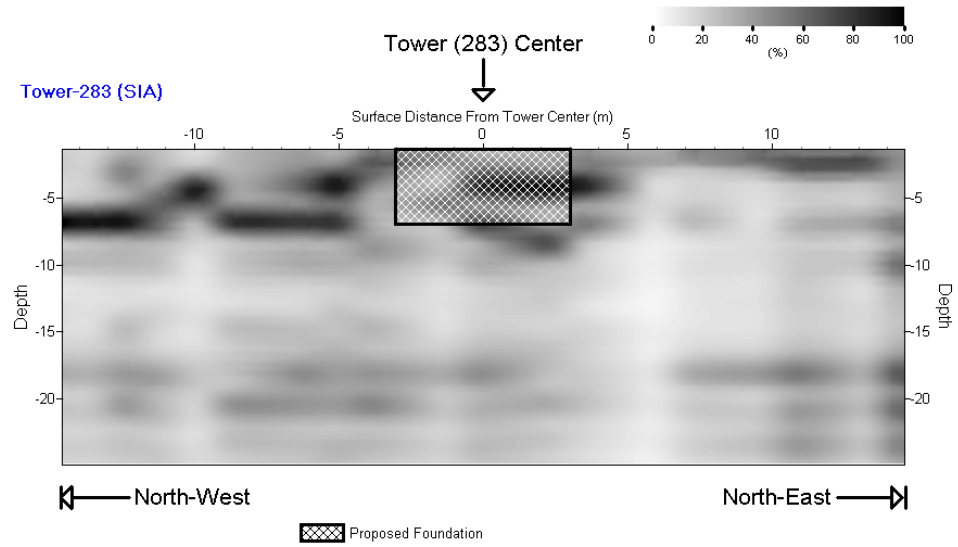 0 20 40 60 80 100
(%)
Tower (283) Center
Tower-283 (SIA)
Surface Distance From Tower Center (m)
-10 -5 0 5 10
-5 -5
-10 -10
Depth Depth
-15 -15
-20 -20
North-West North-East
Proposed Foundation